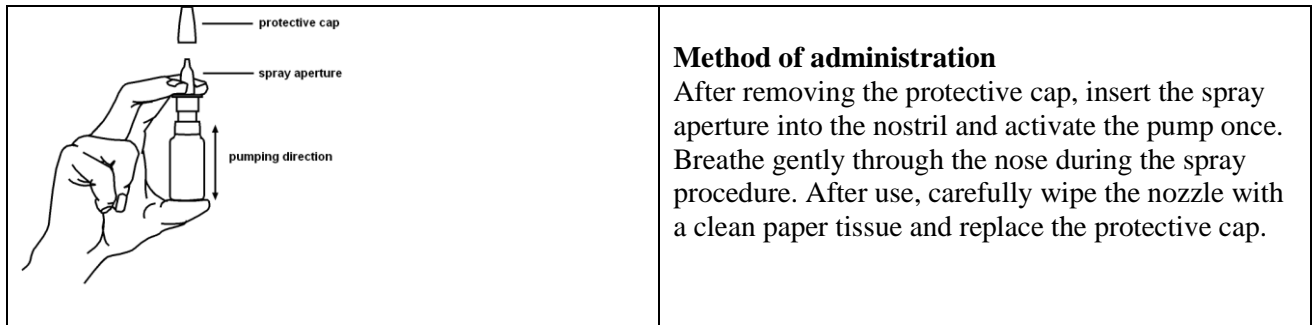 protective cap
spray aperture
pumping direction
Method of administration
After removing the protective cap, insert the spray
aperture into the nostril and activate the pump once.
Breathe gently through the nose during the spray
procedure. After use, carefully wipe the nozzle with
a clean paper tissue and replace the protective cap.